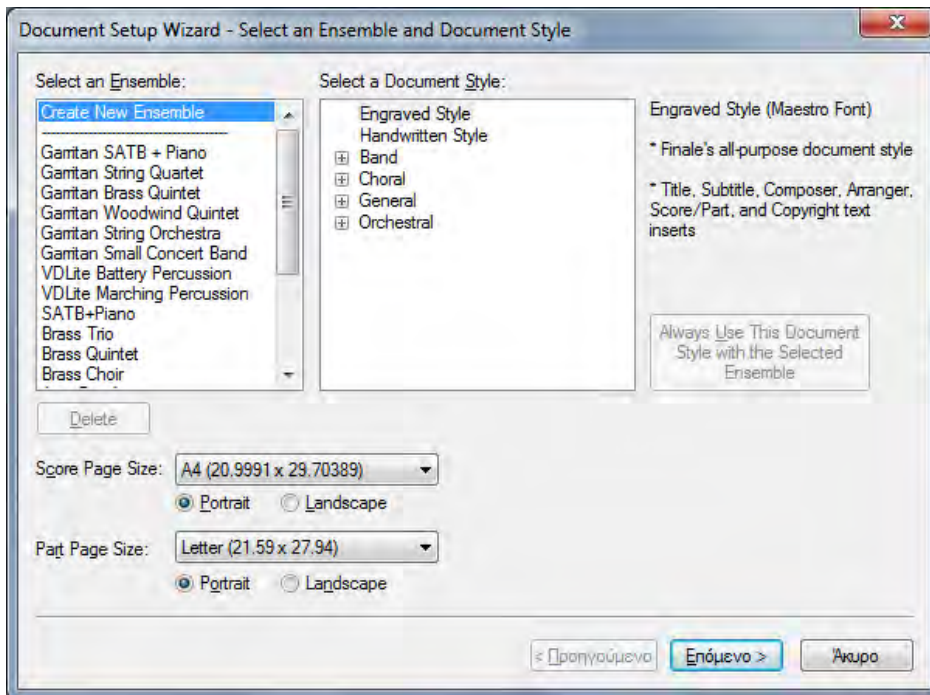 Document Setup Wizard - Select an Ensemble and Document Style
Select an Ensemble:
Create New Ensemble
Garritan SATB + Piano
Garritan String Quartet
Garritan Brass Quintet
Garritan Woodwind Quintet
Garritan String Orchestra
Garritan Small Concert Band
VDLite Battery Percussion
VDLite Marching Percussion
SATB+Piano
Brass Trio
Brass Quintet
Brass Choir
Delete
Select a Document Style:
Engraved Style
Handwritten Style
Band
Choral
General
Orchestral
Engraved Style (Maestro Font)
* Finale's all-purpose document style
* Title, Subtitle, Composer, Arranger,
Score/Part, and Copyright text
inserts
Always Use This Document
Style with the Selected
Ensemble
Score Page Size: A4 (20.9991 x 29.70389)
Portrait Landscape
Part Page Size: Letter (21.59 x 27.94)
Portrait Landscape
< Προηγούμενο Επόμενο > Άκυρο